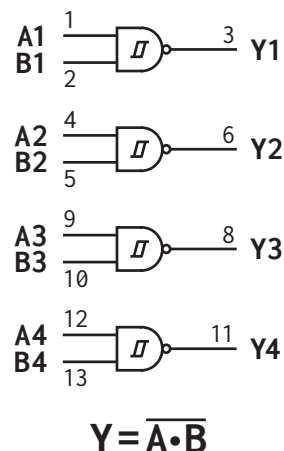 A1 1 3 Y1
B1 2
A2 4 6 Y2
B2 5
A3 9 8 Y3
B3 10
A4 12 11 Y4
B4 13
Y = A•B